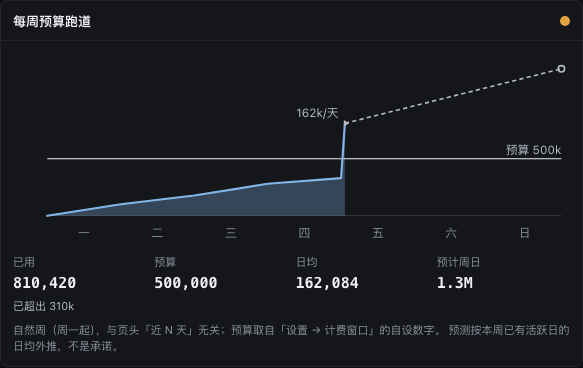 每周预算跑道
162k/天
预算 500k
一 二 三 四 五 六 日
已用 预算 日均 预计周日
810,420 500,000 162,084 1.3M
已超出 310k
自然周（周一起），与页头「近 N 天」无关；预算取自「设置 → 计费窗口」的自设数字。 预测按本周已有活跃日的
日均外推，不是承诺。